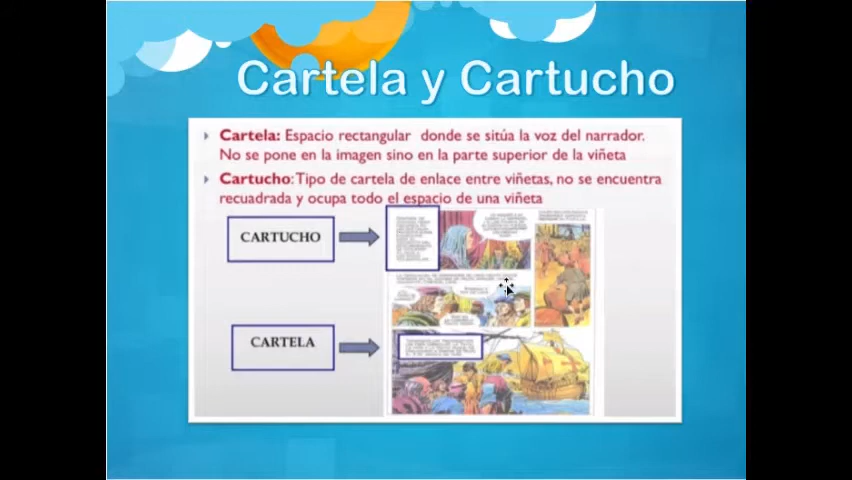 Cartela y Cartucho
Cartela: Espacio rectangular donde se sitúa la voz del narrador.
No se pone en la imagen sino en la parte superior de la viñeta
Cartucho: Tipo de cartela de enlace entre viñetas, no se encuentra
recuadrada y ocupa todo el espacio de una viñeta
CARTUCHO
CARTELA